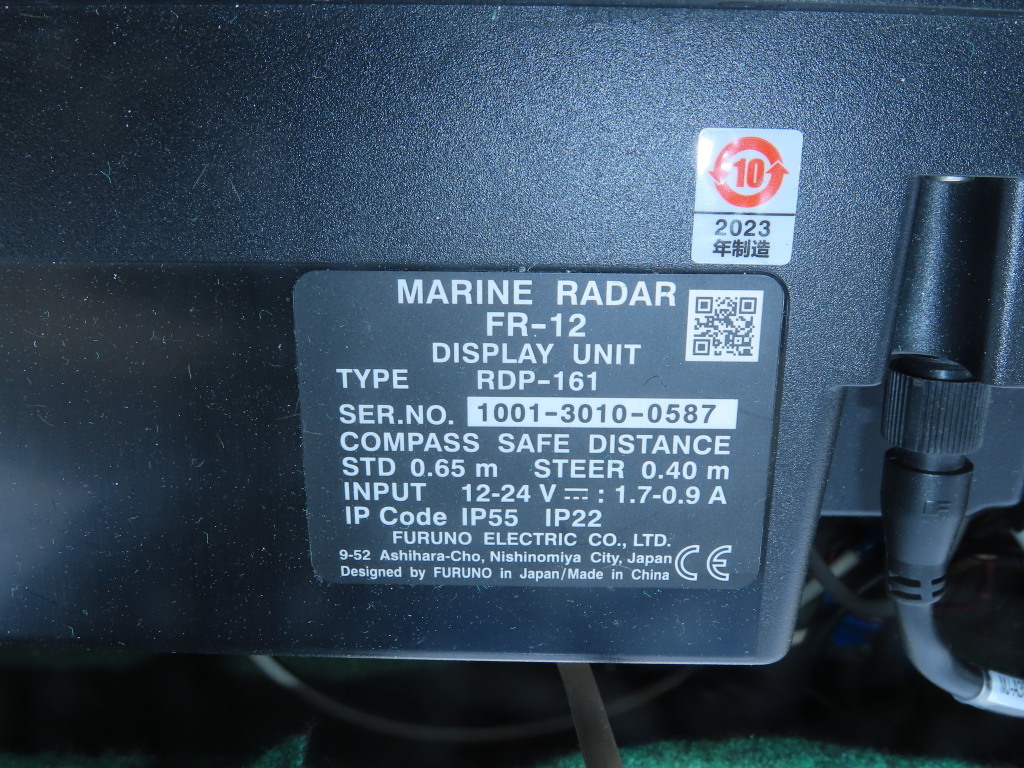 10
2023
年制造
MARINE RADAR
FR-12
DISPLAY UNIT
TYPE RDP-161
SER.NO. 1001-3010-0587
COMPASS SAFE DISTANCE
STD 0.65 m STEER 0.40 m
INPUT 12-24 V ⎓ : 1.7-0.9 A
IP Code IP55 IP22
FURUNO ELECTRIC CO., LTD.
9-52 Ashihara-Cho, Nishinomiya City, Japan
Designed by FURUNO in Japan/Made in China
CE